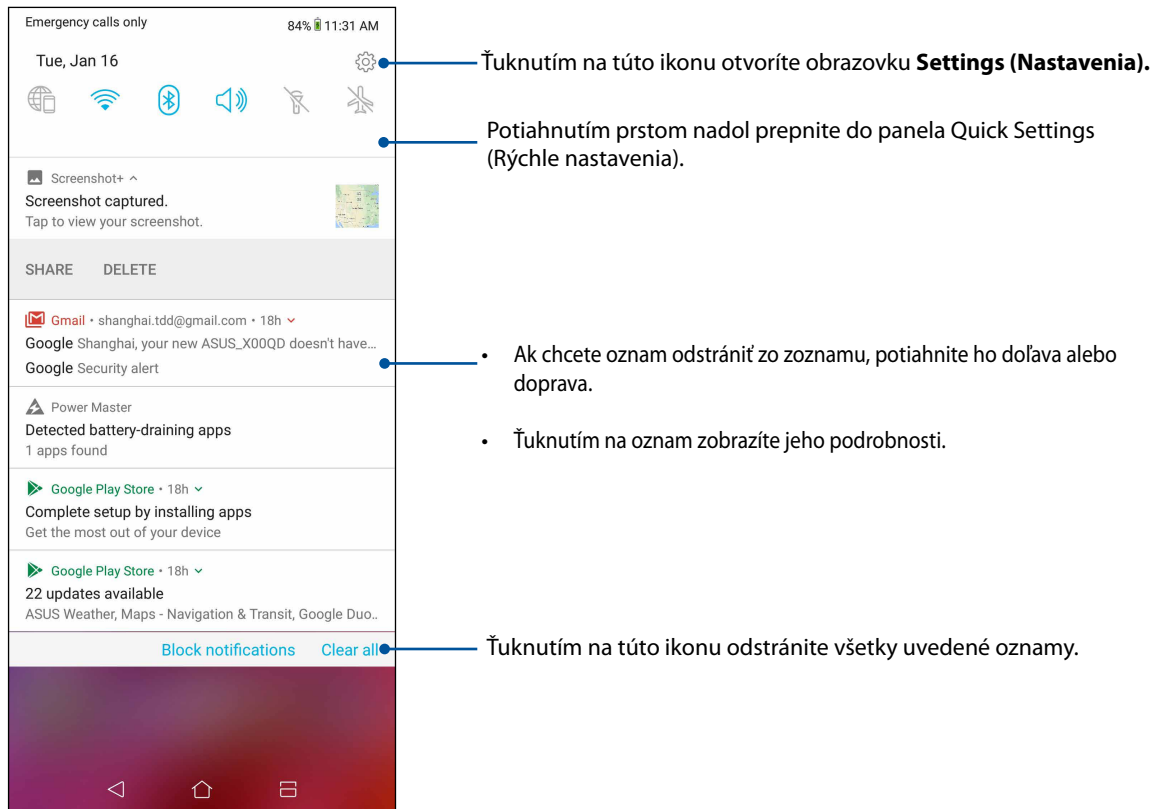 Emergency calls only 84% 11:31 AM
Tue, Jan 16
Ťuknutím na túto ikonu otvoríte obrazovku Settings (Nastavenia).
Potiahnutím prstom nadol prepnite do panela Quick Settings
(Rýchle nastavenia).
Screenshot+
Screenshot captured.
Tap to view your screenshot.
SHARE DELETE
Gmail • shanghai.tdd@gmail.com • 18h
Google Shanghai, your new ASUS_X00QD doesn't have...
Google Security alert
• Ak chcete oznam odstrániť zo zoznamu, potiahnite ho doľava alebo
doprava.
• Ťuknutím na oznam zobrazíte jeho podrobnosti.
Power Master
Detected battery-draining apps
1 apps found
Google Play Store • 18h
Complete setup by installing apps
Get the most out of your device
Google Play Store • 18h
22 updates available
ASUS Weather, Maps - Navigation & Transit, Google Duo..
Block notifications Clear all
Ťuknutím na túto ikonu odstránite všetky uvedené oznamy.